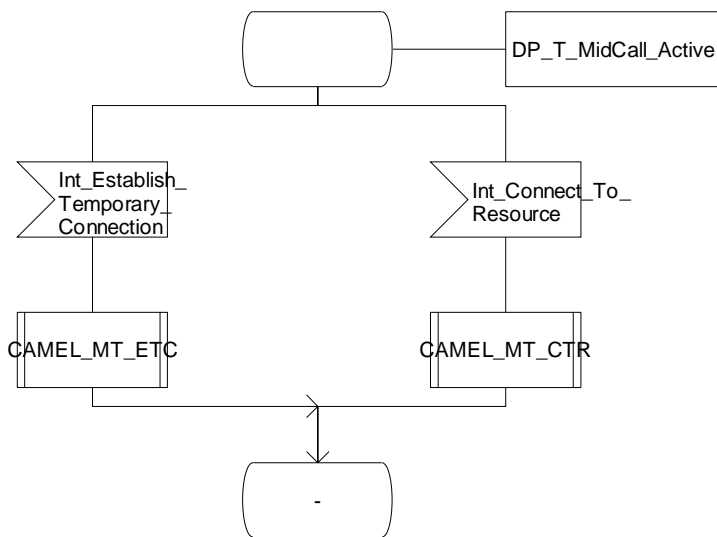 DP_T_MidCall_Active
Int_Establish_
Temporary_
Connection
Int_Connect_To_
Resource
CAMEL_MT_ETC
CAMEL_MT_CTR
-